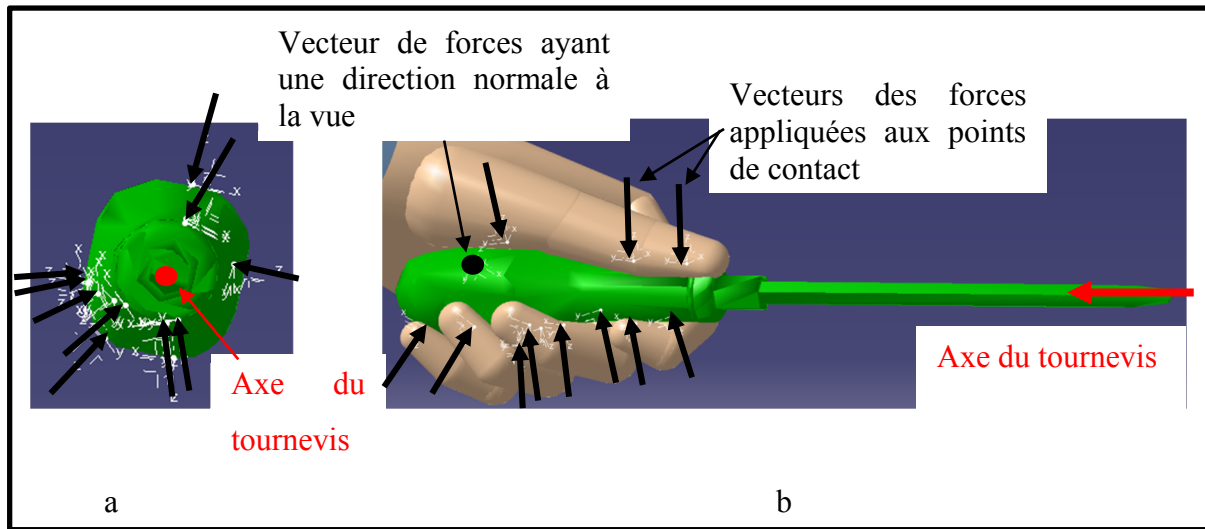 Vecteur de forces ayant
une direction normale à
la vue
Vecteurs des forces
appliquées aux points
de contact
Axe du
tournevis
Axe du tournevis
a
b